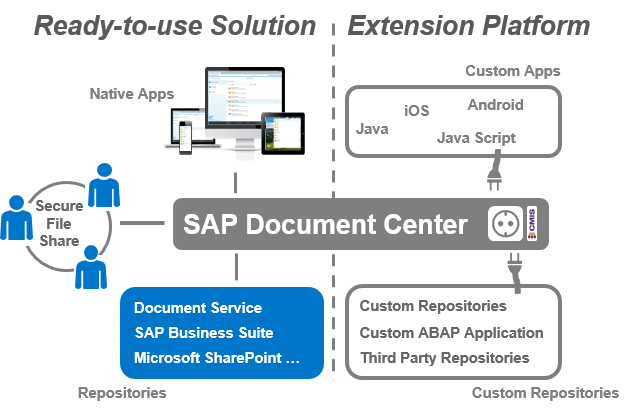 Ready-to-use Solution
Extension Platform
Native Apps
Custom Apps
iOS
Android
Java
Java Script
Secure
File
Share
SAP Document Center
CMIS
Document Service
SAP Business Suite
Microsoft SharePoint ...
Custom Repositories
Custom ABAP Application
Third Party Repositories
Repositories
Custom Repositories